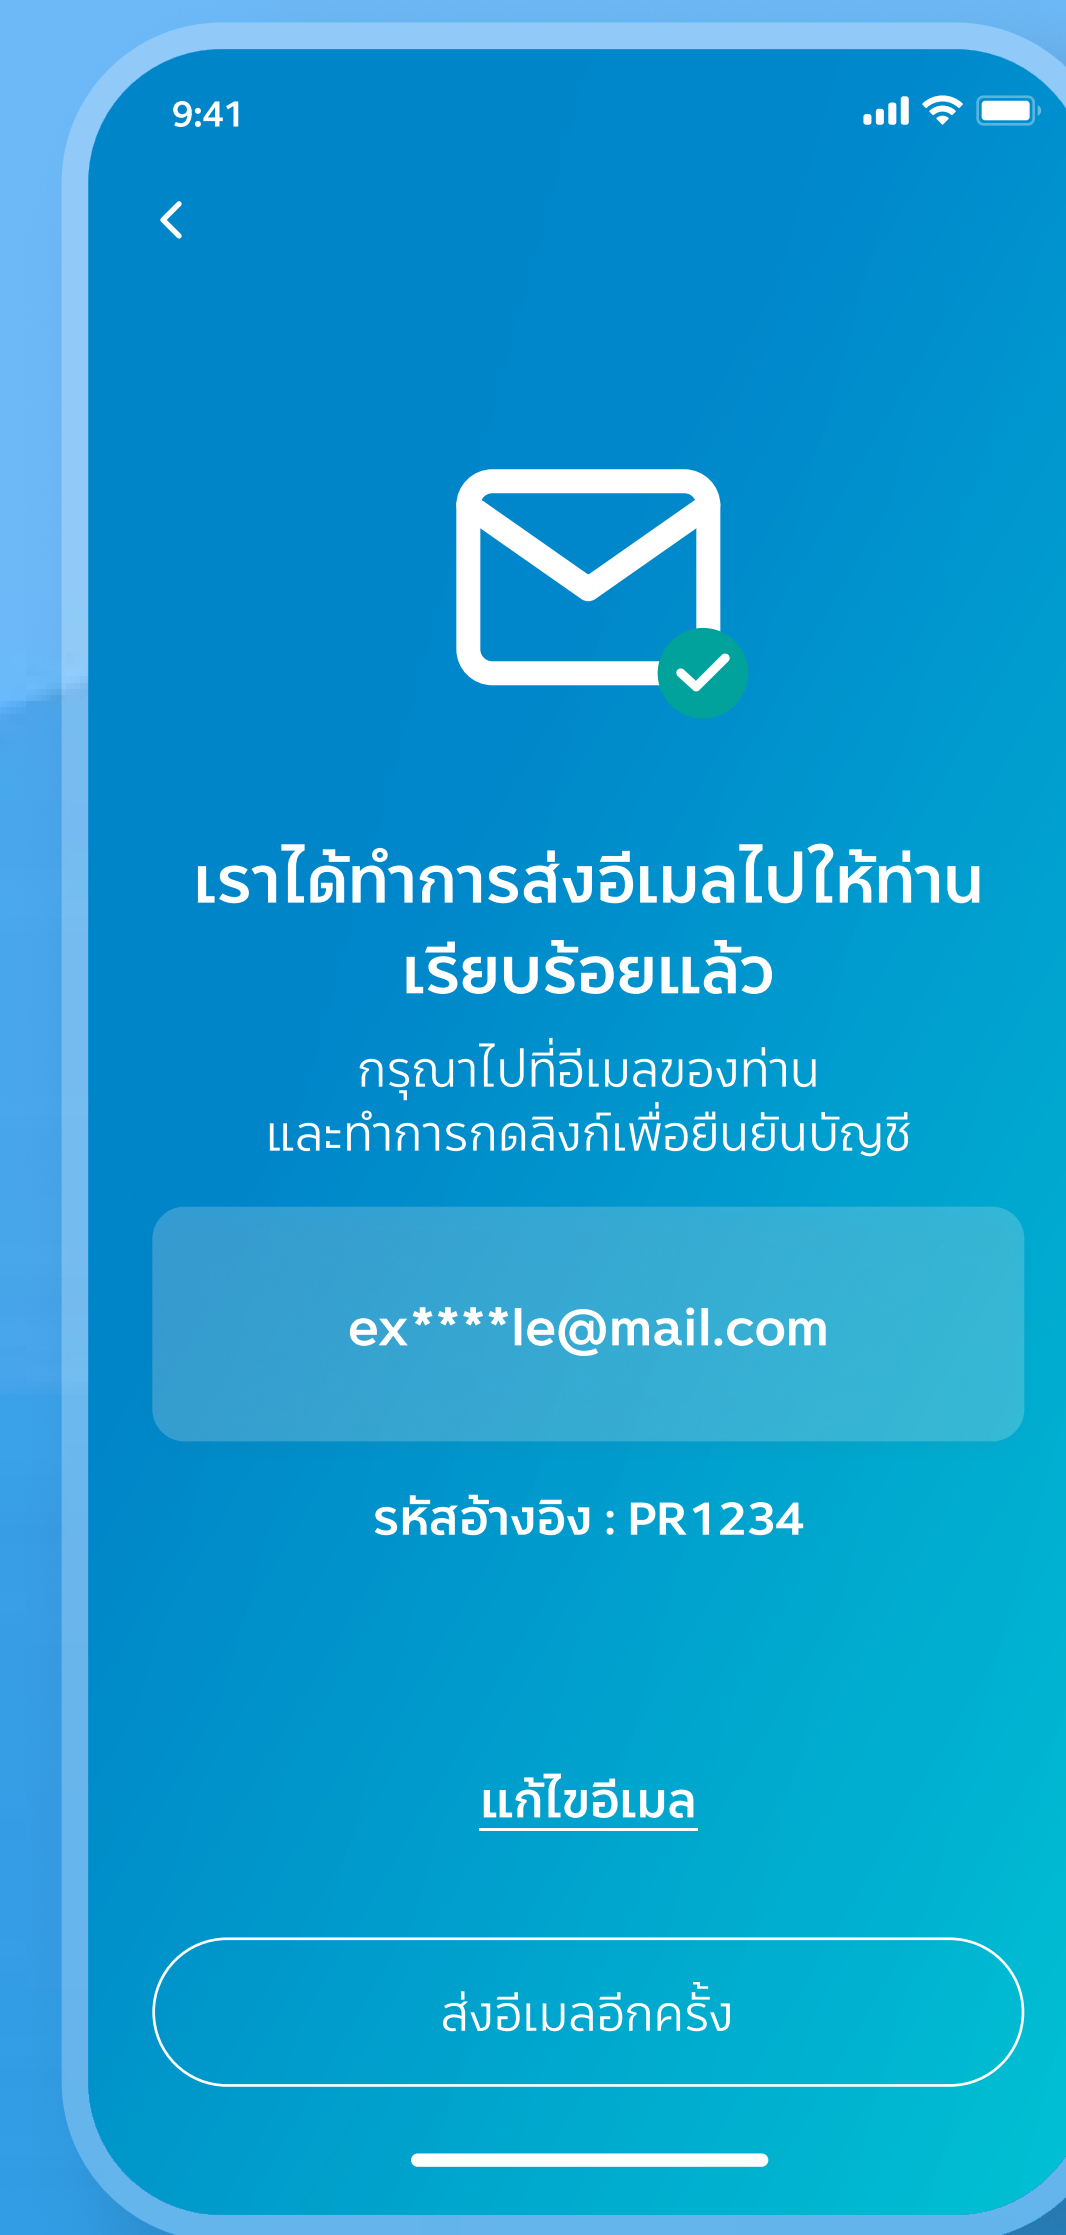 9:41
เราได้ทำการส่งอีเมลไปให้ท่าน
เรียบร้อยแล้ว
กรุณาไปที่อีเมลของท่าน
และทำการกดลิงก์เพื่อยืนยันบัญชี
ex****le@mail.com
รหัสอ้างอิง : PR1234
แก้ไขอีเมล
ส่งอีเมลอีกครั้ง